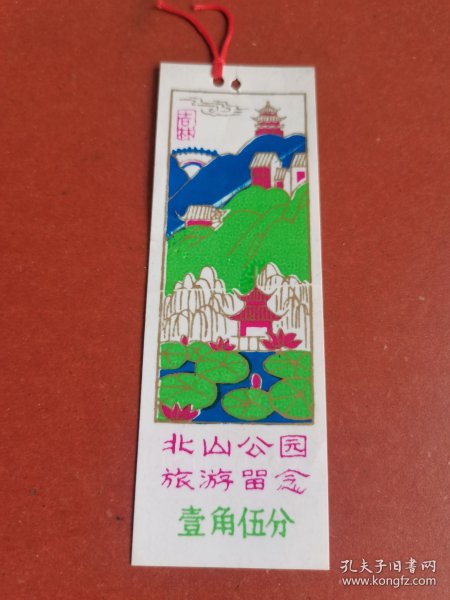 吉林
北山公园
旅游留念
壹角伍分
孔夫子旧书网
www.kongfz.com